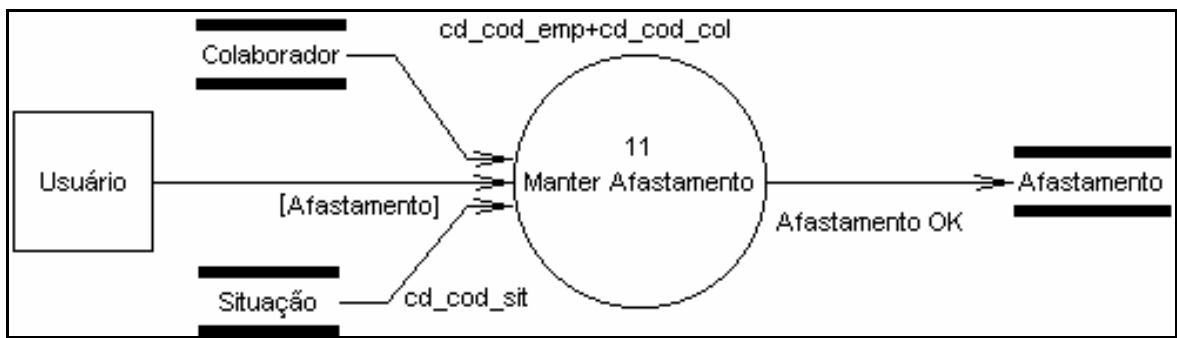 cd_cod_emp+cd_cod_col
Colaborador
11
Usuário
Manter Afastamento
Afastamento
[Afastamento]
Afastamento OK
Situação
cd_cod_sit